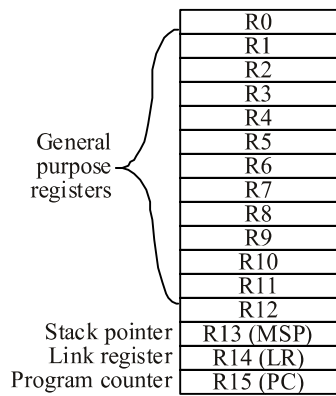 R0
R1
R2
R3
R4
General
R5
purpose
R6
registers
R7
R8
R9
R10
R11
R12
Stack pointer R13 (MSP)
Link register R14 (LR)
Program counter R15 (PC)